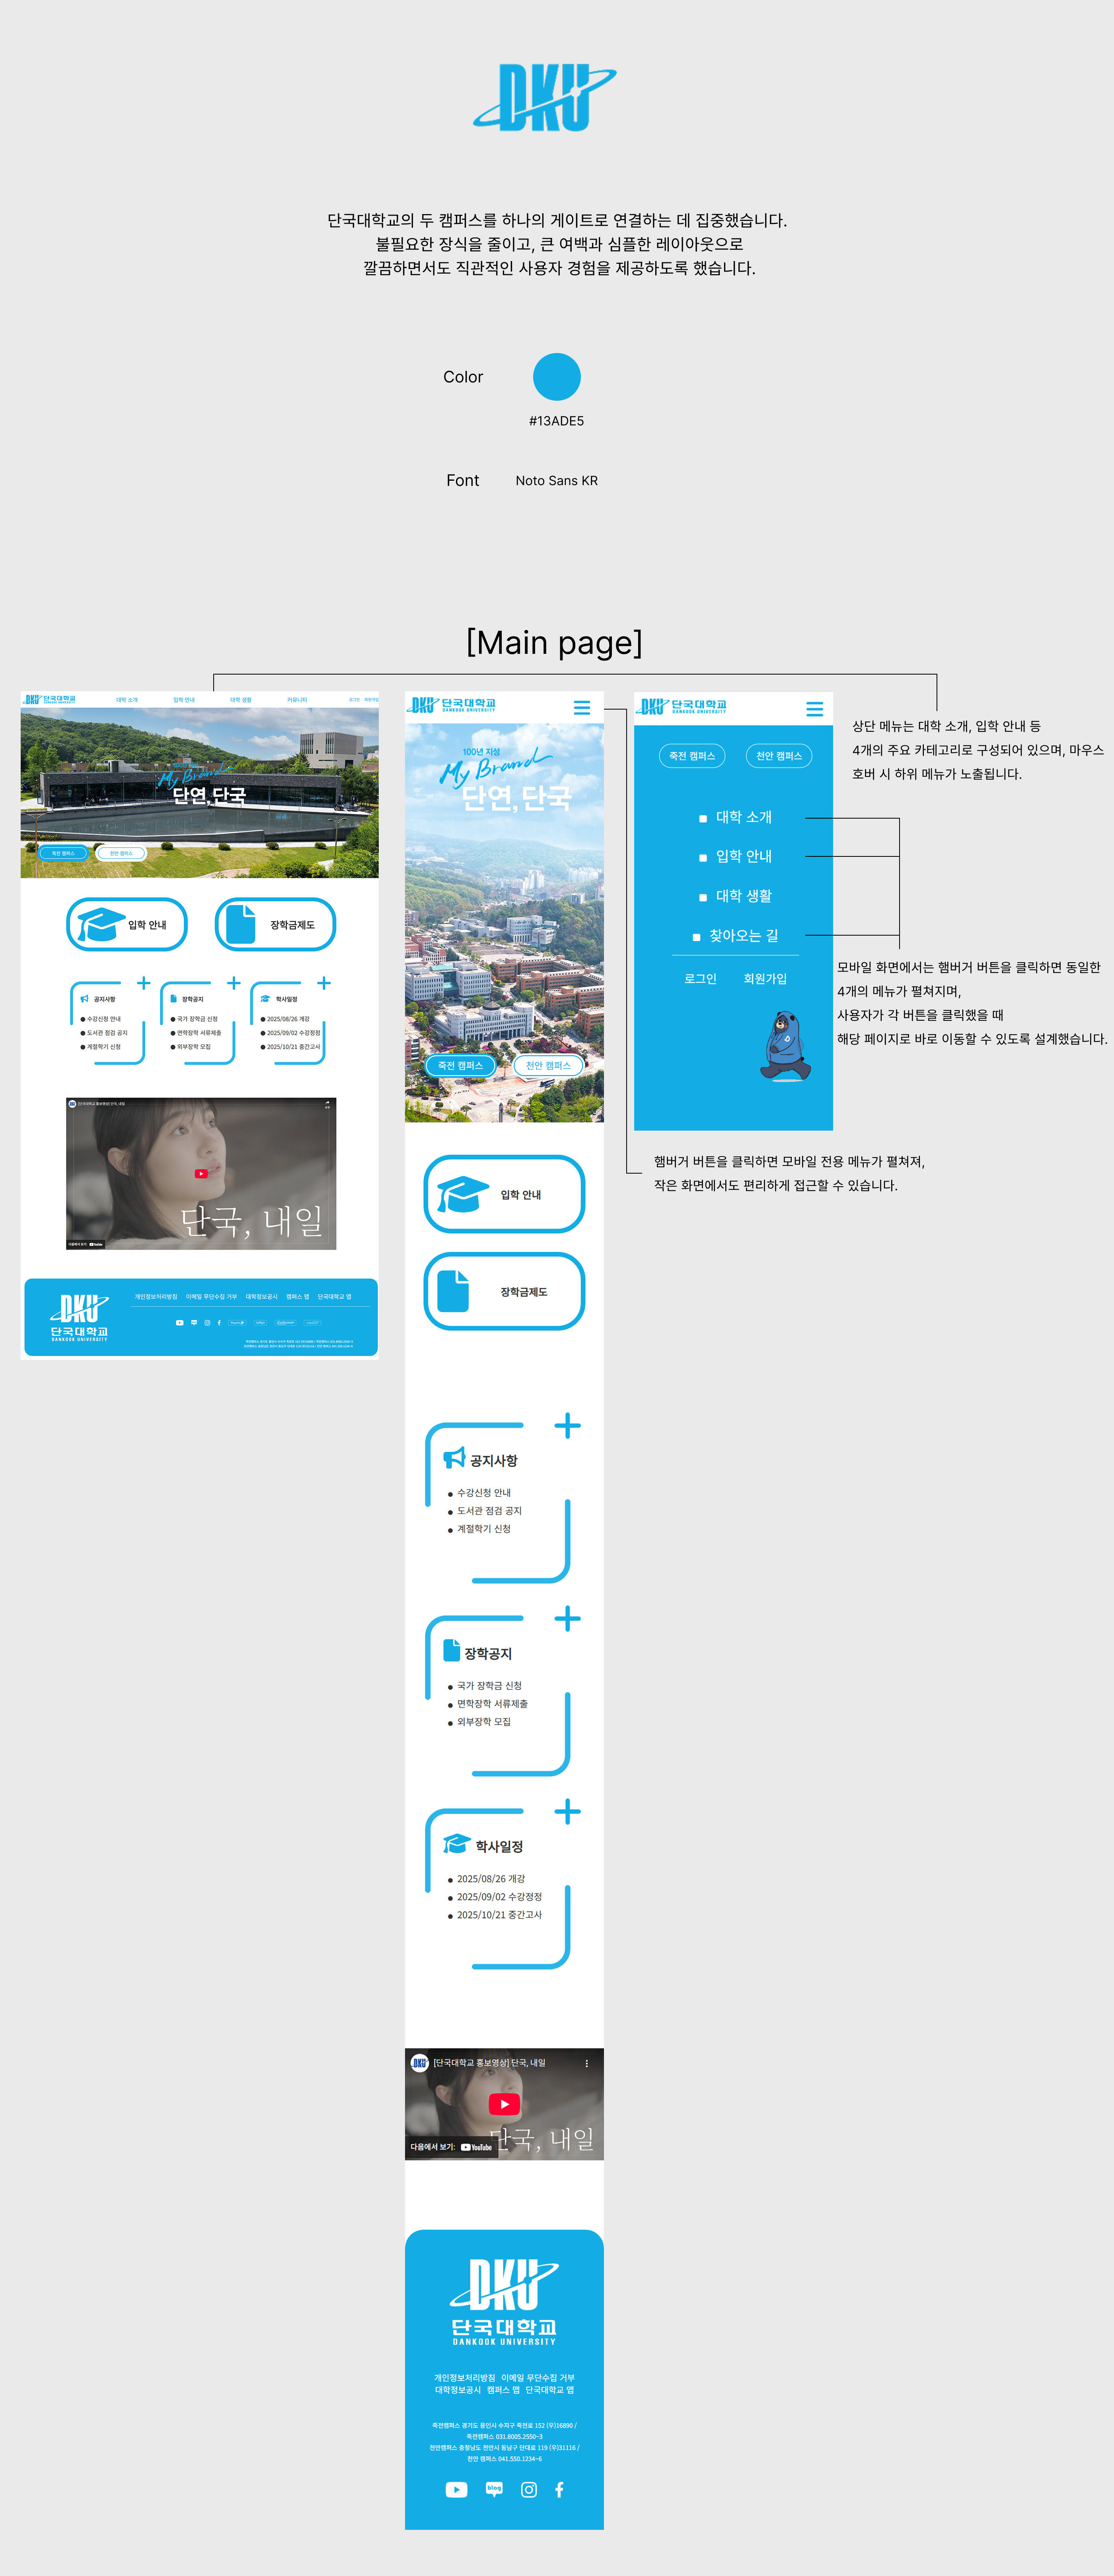 DKU
단국대학교의 두 캠퍼스를 하나의 게이트로 연결하는 데 집중했습니다.
불필요한 장식을 줄이고, 큰 여백과 심플한 레이아웃으로
깔끔하면서도 직관적인 사용자 경험을 제공하도록 했습니다.
Color
#13ADE5
Font Noto Sans KR
[Main page]
DKU 단국대학교
대학 소개 입학 안내 대학 생활 커뮤니티 로그인 회원가입
My Brand
단연, 단국
죽전 캠퍼스 천안 캠퍼스
입학 안내 장학금제도
공지사항
수강신청 안내
도서관 점검 공지
계절학기 신청
장학공지
국가 장학금 신청
면학장학 서류제출
외부장학 모집
학사일정
2025/08/26 개강
2025/09/02 수강정정
2025/10/21 중간고사
[단국대학교 홍보영상] 단국, 내일
단국, 내일
다음에서 보기: YouTube
DKU
단국대학교
DANKOOK UNIVERSITY
개인정보처리방침 이메일 무단수집 거부 대학정보공시 캠퍼스 맵 단국대학교 앱
DKU 단국대학교
DANKOOK UNIVERSITY
100년 지성
My Brand
단연, 단국
죽전 캠퍼스 천안 캠퍼스
입학 안내
장학금제도
공지사항
수강신청 안내
도서관 점검 공지
계절학기 신청
장학공지
국가 장학금 신청
면학장학 서류제출
외부장학 모집
학사일정
2025/08/26 개강
2025/09/02 수강정정
2025/10/21 중간고사
DKU [단국대학교 홍보영상] 단국, 내일
단국, 내일
다음에서 보기: YouTube
DKU
단국대학교
DANKOOK UNIVERSITY
개인정보처리방침 이메일 무단수집 거부
대학정보공시 캠퍼스 맵 단국대학교 앱
죽전캠퍼스 경기도 용인시 수지구 죽전로 152 (우)16890 /
죽전캠퍼스 031.8005.2550~3
천안캠퍼스 충청남도 천안시 동남구 단대로 119 (우)31116 /
천안 캠퍼스 041.550.1234~6
blog
DKU 단국대학교
DANKOOK UNIVERSITY
죽전 캠퍼스 천안 캠퍼스
대학 소개
입학 안내
대학 생활
찾아오는 길
로그인 회원가입
상단 메뉴는 대학 소개, 입학 안내 등
4개의 주요 카테고리로 구성되어 있으며, 마우스
호버 시 하위 메뉴가 노출됩니다.
모바일 화면에서는 햄버거 버튼을 클릭하면 동일한
4개의 메뉴가 펼쳐지며,
사용자가 각 버튼을 클릭했을 때
해당 페이지로 바로 이동할 수 있도록 설계했습니다.
햄버거 버튼을 클릭하면 모바일 전용 메뉴가 펼쳐져,
작은 화면에서도 편리하게 접근할 수 있습니다.